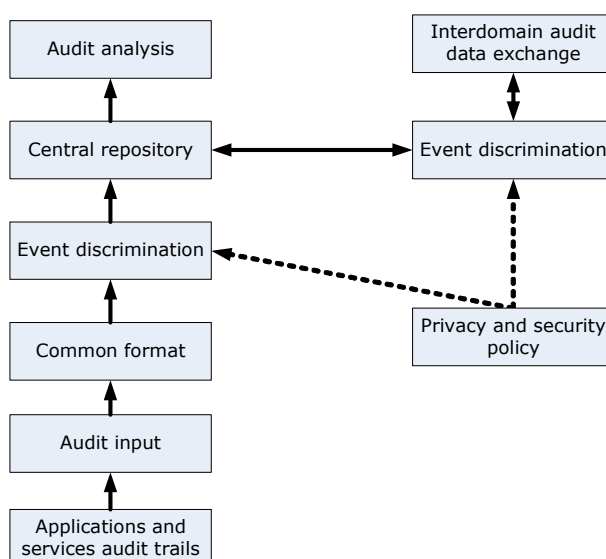 Audit analysis
Interdomain audit
data exchange
Central repository
Event discrimination
Event discrimination
Privacy and security
policy
Common format
Audit input
Applications and
services audit trails